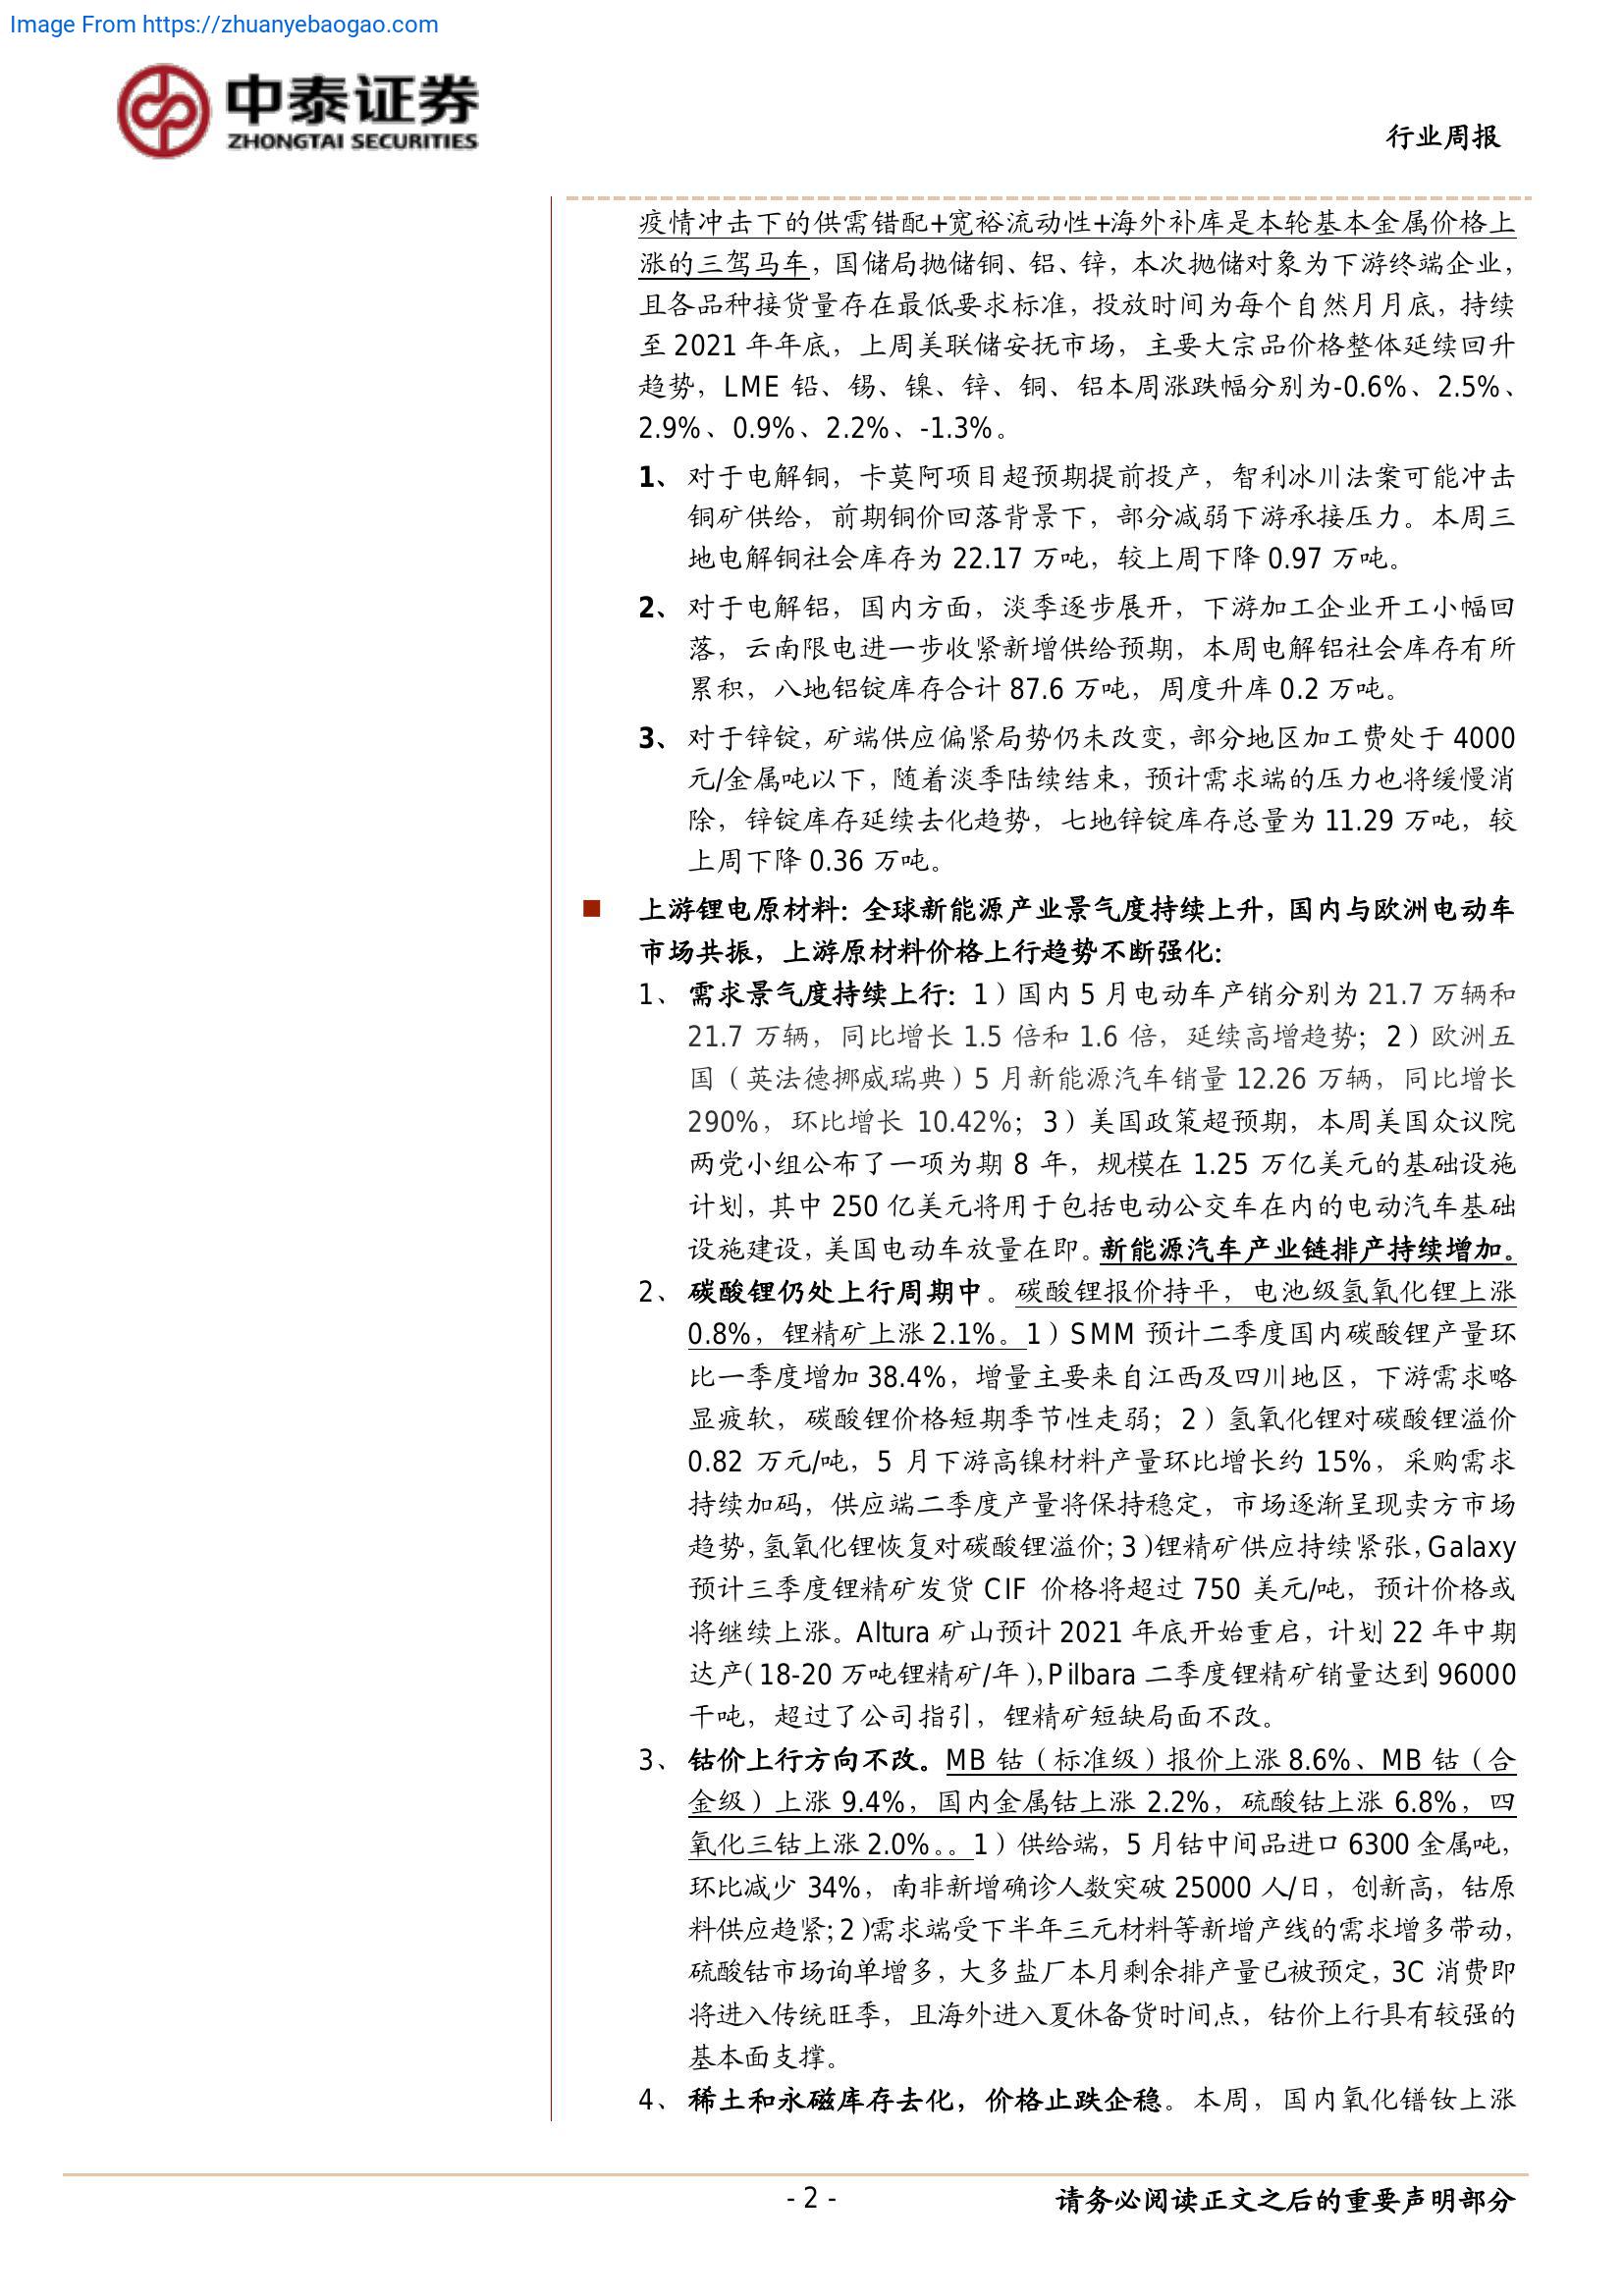 Image From https://zhuanyebaogao.com
中泰证券
ZHONGTAI SECURITIES
行业周报
疫情冲击下的供需错配+宽裕流动性+海外补库是本轮基本金属价格上
涨的三驾马车，国储局抛储铜、铝、锌，本次抛储对象为下游终端企业，
且各品种接货量存在最低要求标准，投放时间为每个自然月月底，持续
至 2021 年年底，上周美联储安抚市场，主要大宗品价格整体延续回升
趋势，LME 铅、锡、镍、锌、铜、铝本周涨跌幅分别为-0.6%、2.5%、
2.9%、0.9%、2.2%、-1.3%。
1、 对于电解铜，卡莫阿项目超预期提前投产，智利冰川法案可能冲击
铜矿供给，前期铜价回落背景下，部分减弱下游承接压力。本周三
地电解铜社会库存为 22.17 万吨，较上周下降 0.97 万吨。
2、 对于电解铝，国内方面，淡季逐步展开，下游加工企业开工小幅回
落，云南限电进一步收紧新增供给预期，本周电解铝社会库存有所
累积，八地铝锭库存合计 87.6 万吨，周度升库 0.2 万吨。
3、 对于锌锭，矿端供应偏紧局势仍未改变，部分地区加工费处于 4000
元/金属吨以下，随着淡季陆续结束，预计需求端的压力也将缓慢消
除，锌锭库存延续去化趋势，七地锌锭库存总量为 11.29 万吨，较
上周下降 0.36 万吨。
■ 上游锂电原材料：全球新能源产业景气度持续上升，国内与欧洲电动车
市场共振，上游原材料价格上行趋势不断强化：
1、 需求景气度持续上行：1）国内 5 月电动车产销分别为 21.7 万辆和
21.7 万辆，同比增长 1.5 倍和 1.6 倍，延续高增趋势；2）欧洲五
国（英法德挪威瑞典）5 月新能源汽车销量 12.26 万辆，同比增长
290%，环比增长 10.42%；3）美国政策超预期，本周美国众议院
两党小组公布了一项为期 8 年，规模在 1.25 万亿美元的基础设施
计划，其中 250 亿美元将用于包括电动公交车在内的电动汽车基础
设施建设，美国电动车放量在即。新能源汽车产业链排产持续增加。
2、 碳酸锂仍处上行周期中。碳酸锂报价持平，电池级氢氧化锂上涨
0.8%，锂精矿上涨 2.1%。1）SMM 预计二季度国内碳酸锂产量环
比一季度增加 38.4%，增量主要来自江西及四川地区，下游需求略
显疲软，碳酸锂价格短期季节性走弱；2）氢氧化锂对碳酸锂溢价
0.82 万元/吨，5 月下游高镍材料产量环比增长约 15%，采购需求
持续加码，供应端二季度产量将保持稳定，市场逐渐呈现卖方市场
趋势，氢氧化锂恢复对碳酸锂溢价；3）锂精矿供应持续紧张，Galaxy
预计三季度锂精矿发货 CIF 价格将超过 750 美元/吨，预计价格或
将继续上涨。Altura 矿山预计 2021 年底开始重启，计划 22 年中期
达产（18-20 万吨锂精矿/年），Pilbara 二季度锂精矿销量达到 96000
干吨，超过了公司指引，锂精矿短缺局面不改。
3、 钴价上行方向不改。MB 钴（标准级）报价上涨 8.6%、MB 钴（合
金级）上涨 9.4%，国内金属钴上涨 2.2%，硫酸钴上涨 6.8%，四
氧化三钴上涨 2.0%。。1）供给端，5 月钴中间品进口 6300 金属吨，
环比减少 34%，南非新增确诊人数突破 25000 人/日，创新高，钴原
料供应趋紧；2）需求端受下半年三元材料等新增产线的需求增多带动，
硫酸钴市场询单增多，大多盐厂本月剩余排产量已被预定，3C 消费即
将进入传统旺季，且海外进入夏休备货时间点，钴价上行具有较强的
基本面支撑。
4、 稀土和永磁库存去化，价格止跌企稳。本周，国内氧化镨钕上涨
- 2 -
请务必阅读正文之后的重要声明部分